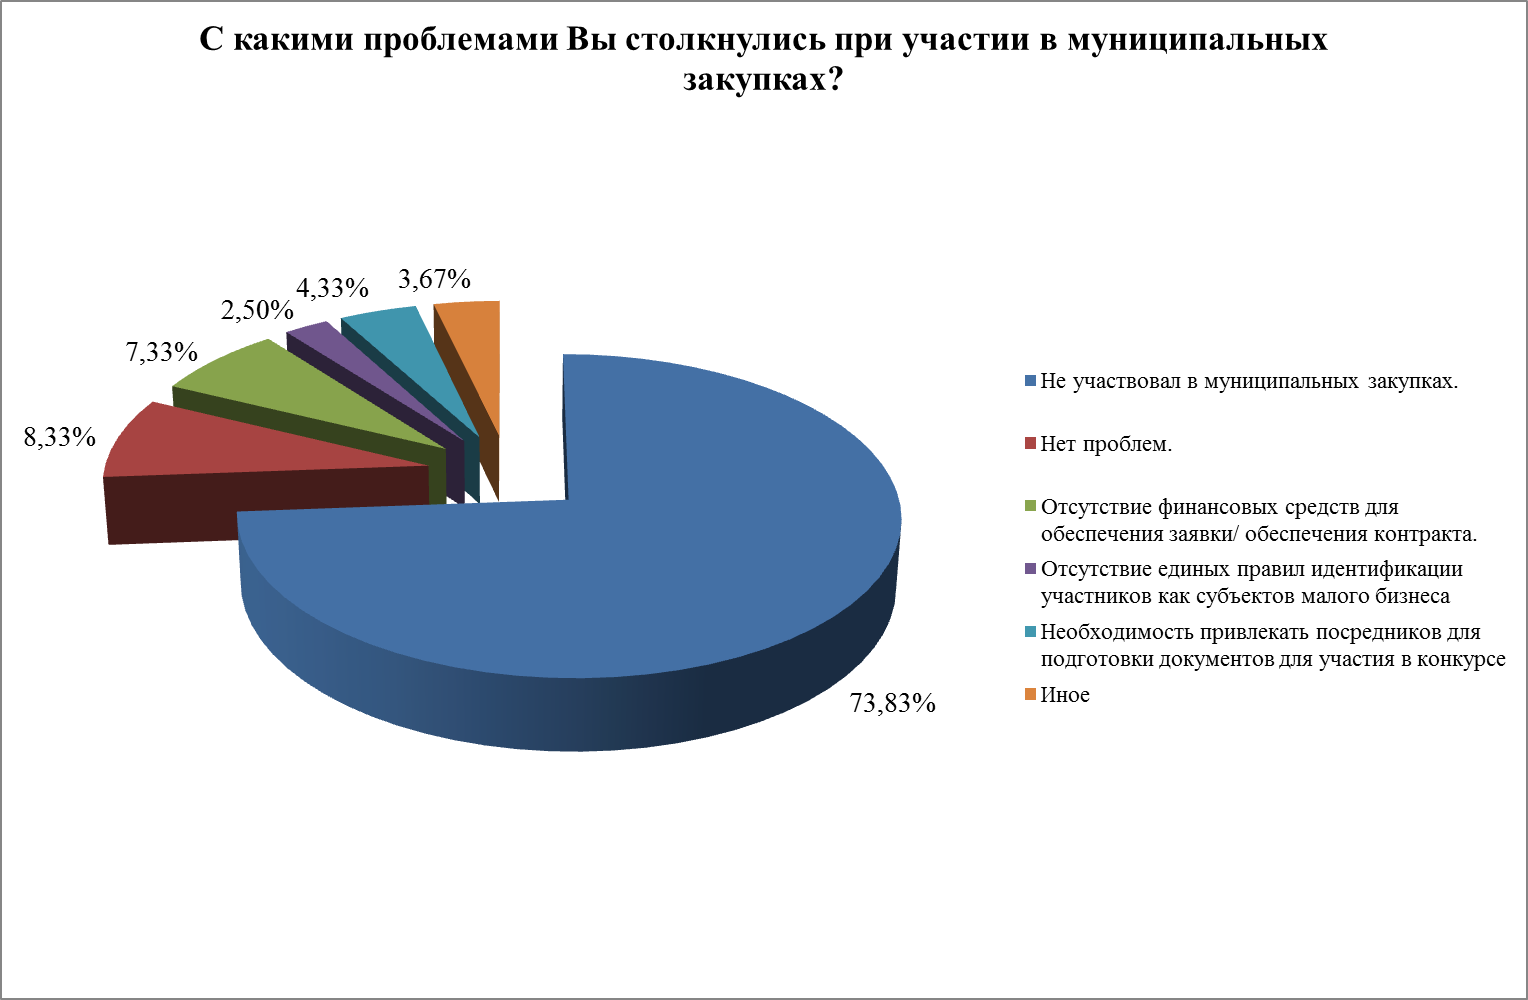 С какими проблемами Вы столкнулись при участии в муниципальных
закупках?
3,67%
4,33%
2,50%
7,33%
8,33%
73,83%
Не участвовал в муниципальных закупках.
Нет проблем.
Отсутствие финансовых средств для
обеспечения заявки/ обеспечения контракта.
Отсутствие единых правил идентификации
участников как субъектов малого бизнеса
Необходимость привлекать посредников для
подготовки документов для участия в конкурсе
Иное